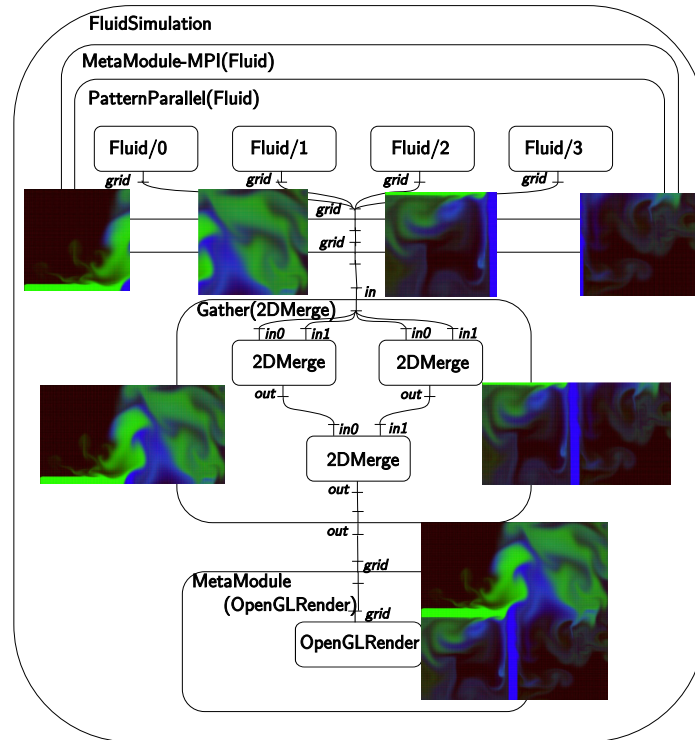 FluidSimulation
MetaModule-MPI(Fluid)
PatternParallel(Fluid)
Fluid/0 Fluid/1 Fluid/2 Fluid/3
grid grid grid grid
grid
grid
in
Gather(2DMerge)
in0 in1 in0 in1
2DMerge 2DMerge
out out
in0 in1
2DMerge
out
out
grid
MetaModule
(OpenGLRender)
grid
OpenGLRender